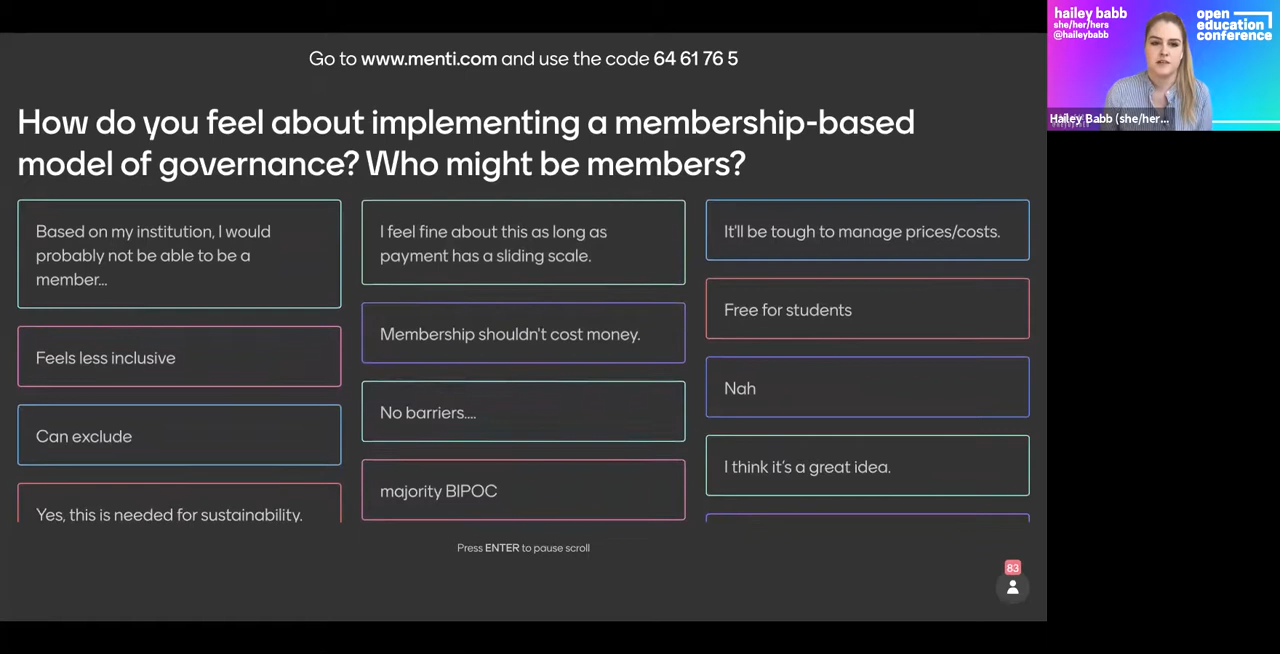 Go to www.menti.com and use the code 64 61 76 5
How do you feel about implementing a membership-based
model of governance? Who might be members?
Based on my institution, I would
probably not be able to be a
member...
Feels less inclusive
Can exclude
Yes, this is needed for sustainability.
I feel fine about this as long as
payment has a sliding scale.
Membership shouldn't cost money.
No barriers....
majority BIPOC
It'll be tough to manage prices/costs.
Free for students
Nah
I think it's a great idea.
Press ENTER to pause scroll
83
hailey babb
she/her/hers
@haileybabb
open
education
conference
Hailey Babb (she/her...